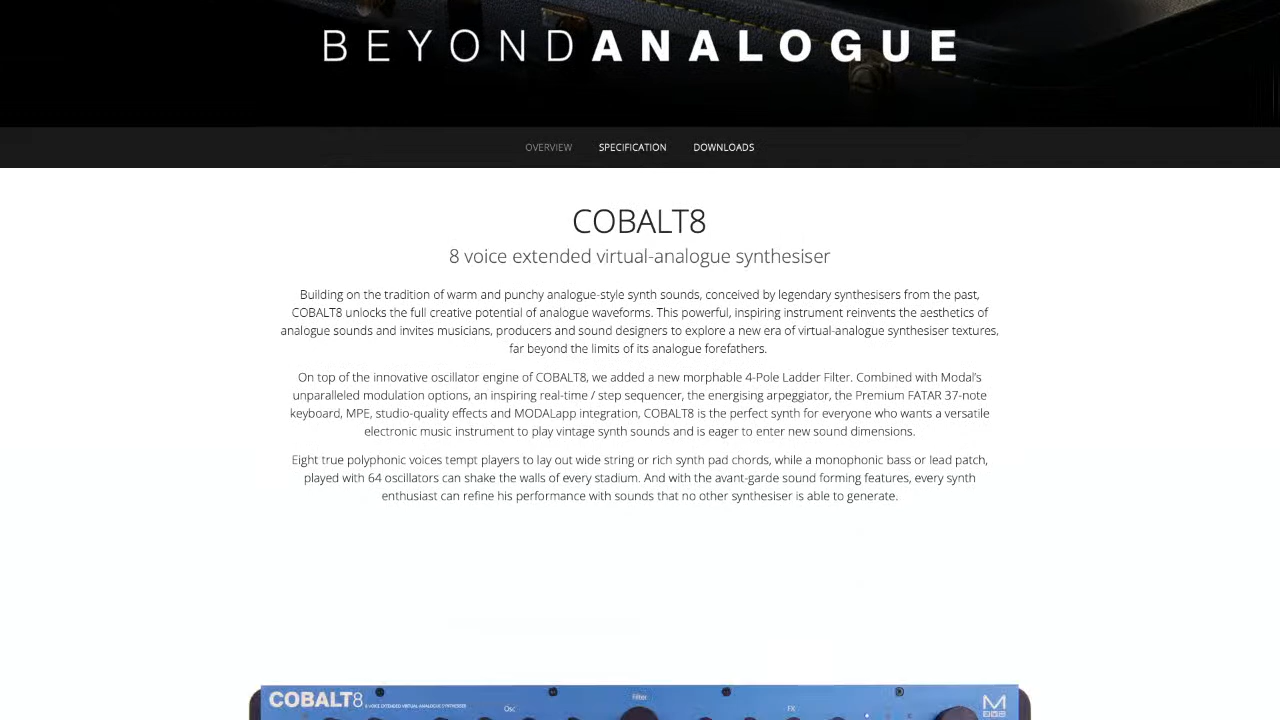 BEYONDANALOGUE
OVERVIEW SPECIFICATION DOWNLOADS
COBALT8
8 voice extended virtual-analogue synthesiser
Building on the tradition of warm and punchy analogue-style synth sounds, conceived by legendary synthesisers from the past,
COBALT8 unlocks the full creative potential of analogue waveforms. This powerful, inspiring instrument reinvents the aesthetics of
analogue sounds and invites musicians, producers and sound designers to explore a new era of virtual-analogue synthesiser textures,
far beyond the limits of its analogue forefathers.
On top of the innovative oscillator engine of COBALT8, we added a new morphable 4-Pole Ladder Filter. Combined with Modal's
unparalleled modulation options, an inspiring real-time / step sequencer, the energising arpeggiator, the Premium FATAR 37-note
keyboard, MPE, studio-quality effects and MODALapp integration, COBALT8 is the perfect synth for everyone who wants a versatile
electronic music instrument to play vintage synth sounds and is eager to enter new sound dimensions.
Eight true polyphonic voices tempt players to lay out wide string or rich synth pad chords, while a monophonic bass or lead patch,
played with 64 oscillators can shake the walls of every stadium. And with the avant-garde sound forming features, every synth
enthusiast can refine his performance with sounds that no other synthesiser is able to generate.
COBALT8 8 VOICE EXTENDED VIRTUAL-ANALOGUE SYNTHESISER
Osc Filter FX